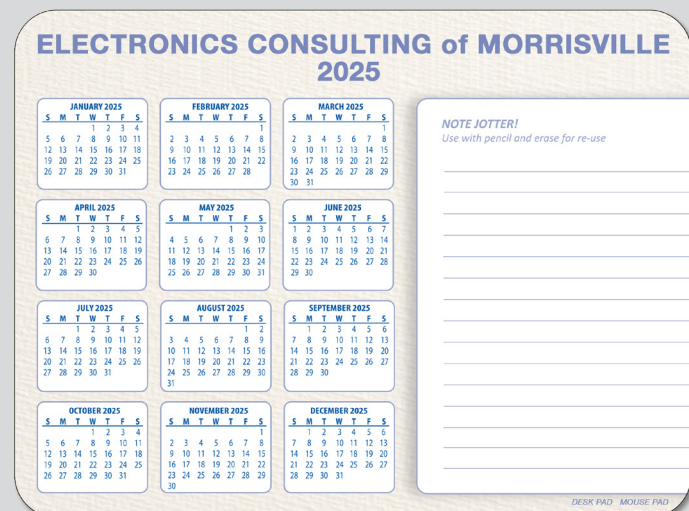 ELECTRONICS CONSULTING of MORRISVILLE
2025
JANUARY 2025
S M T W T F S
1 2 3 4
5 6 7 8 9 10 11
12 13 14 15 16 17 18
19 20 21 22 23 24 25
26 27 28 29 30 31
FEBRUARY 2025
S M T W T F S
1
2 3 4 5 6 7 8
9 10 11 12 13 14 15
16 17 18 19 20 21 22
23 24 25 26 27 28
MARCH 2025
S M T W T F S
1
2 3 4 5 6 7 8
9 10 11 12 13 14 15
16 17 18 19 20 21 22
23 24 25 26 27 28 29
30 31
APRIL 2025
S M T W T F S
1 2 3 4 5
6 7 8 9 10 11 12
13 14 15 16 17 18 19
20 21 22 23 24 25 26
27 28 29 30
MAY 2025
S M T W T F S
1 2 3
4 5 6 7 8 9 10
11 12 13 14 15 16 17
18 19 20 21 22 23 24
25 26 27 28 29 30 31
JUNE 2025
S M T W T F S
1 2 3 4 5 6 7
8 9 10 11 12 13 14
15 16 17 18 19 20 21
22 23 24 25 26 27 28
29 30
JULY 2025
S M T W T F S
1 2 3 4 5
6 7 8 9 10 11 12
13 14 15 16 17 18 19
20 21 22 23 24 25 26
27 28 29 30 31
AUGUST 2025
S M T W T F S
1 2
3 4 5 6 7 8 9
10 11 12 13 14 15 16
17 18 19 20 21 22 23
24 25 26 27 28 29 30
31
SEPTEMBER 2025
S M T W T F S
1 2 3 4 5 6
7 8 9 10 11 12 13
14 15 16 17 18 19 20
21 22 23 24 25 26 27
28 29 30
OCTOBER 2025
S M T W T F S
1 2 3 4
5 6 7 8 9 10 11
12 13 14 15 16 17 18
19 20 21 22 23 24 25
26 27 28 29 30 31
NOVEMBER 2025
S M T W T F S
1
2 3 4 5 6 7 8
9 10 11 12 13 14 15
16 17 18 19 20 21 22
23 24 25 26 27 28 29
30
DECEMBER 2025
S M T W T F S
1 2 3 4 5 6
7 8 9 10 11 12 13
14 15 16 17 18 19 20
21 22 23 24 25 26 27
28 29 30 31
NOTE JOTTER!
Use with pencil and erase for re-use
DESK PAD MOUSE PAD